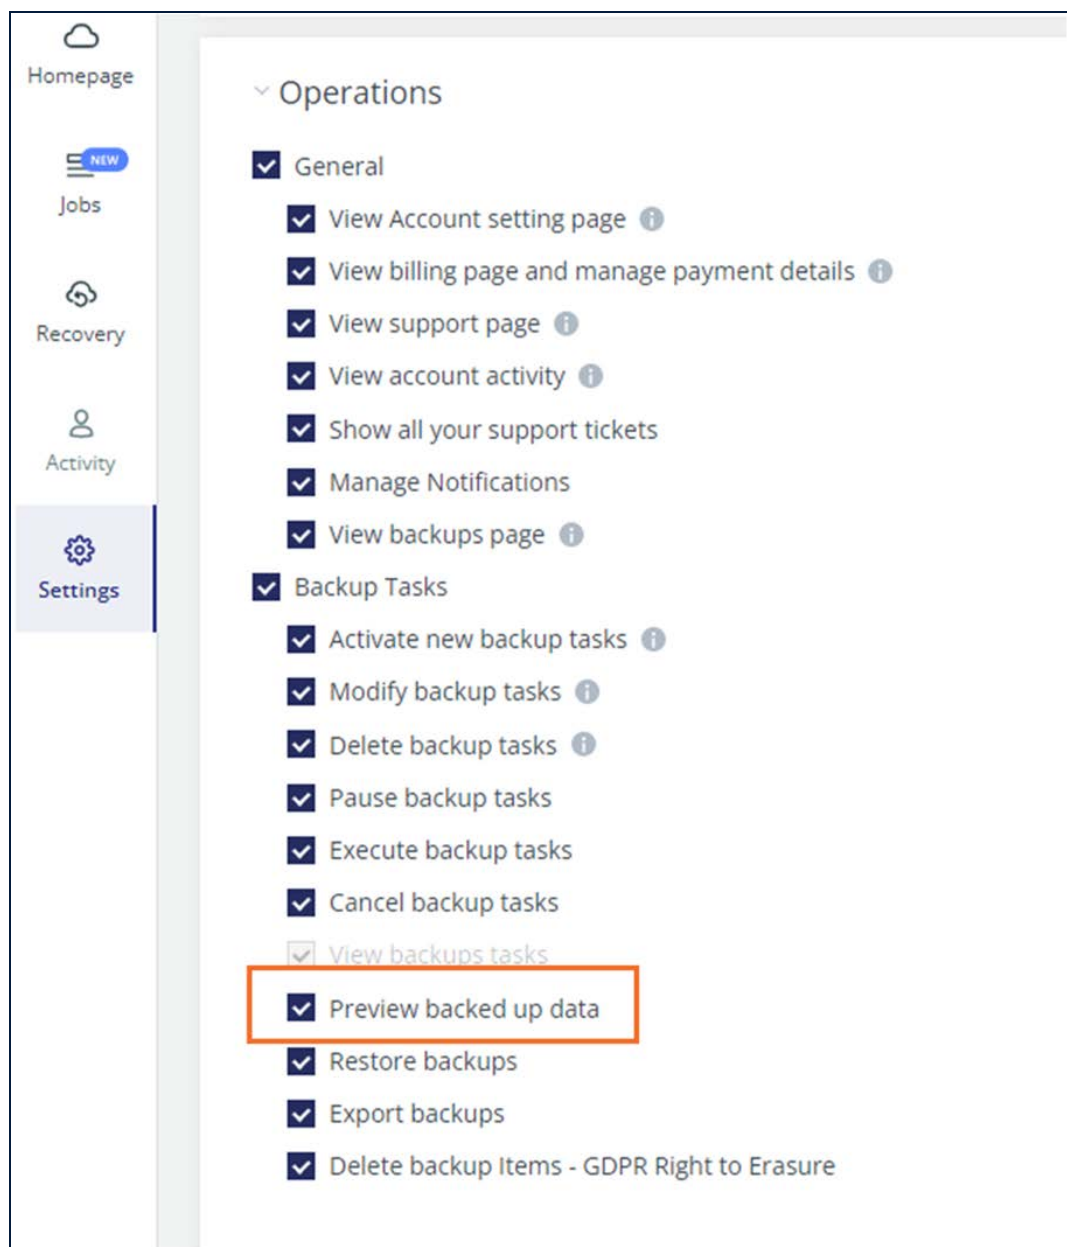 Homepage
NEW
Jobs
Recovery
Activity
Settings
Operations
General
View Account setting page
View billing page and manage payment details
View support page
View account activity
Show all your support tickets
Manage Notifications
View backups page
Backup Tasks
Activate new backup tasks
Modify backup tasks
Delete backup tasks
Pause backup tasks
Execute backup tasks
Cancel backup tasks
View backups tasks
Preview backed up data
Restore backups
Export backups
Delete backup Items - GDPR Right to Erasure